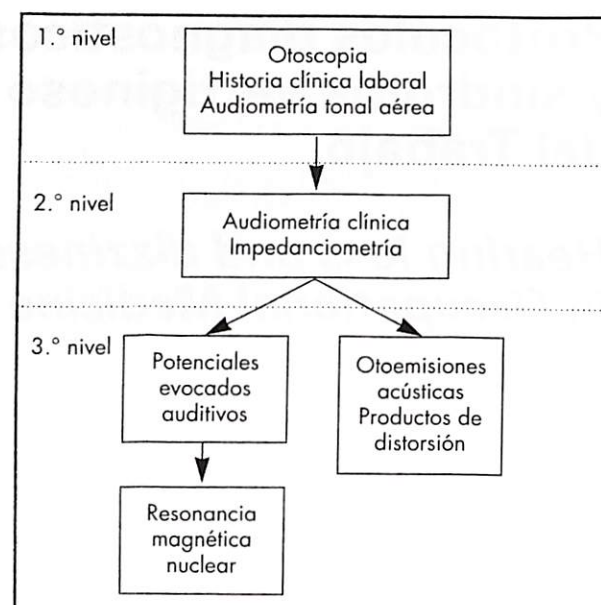 1.º nivel
Otoscopia
Historia clínica laboral
Audiometría tonal aérea
2.º nivel
Audiometría clínica
Impedanciometría
3.º nivel
Potenciales
evocados
auditivos
Otoemisiones
acústicas
Productos de
distorsión
Resonancia
magnética
nuclear